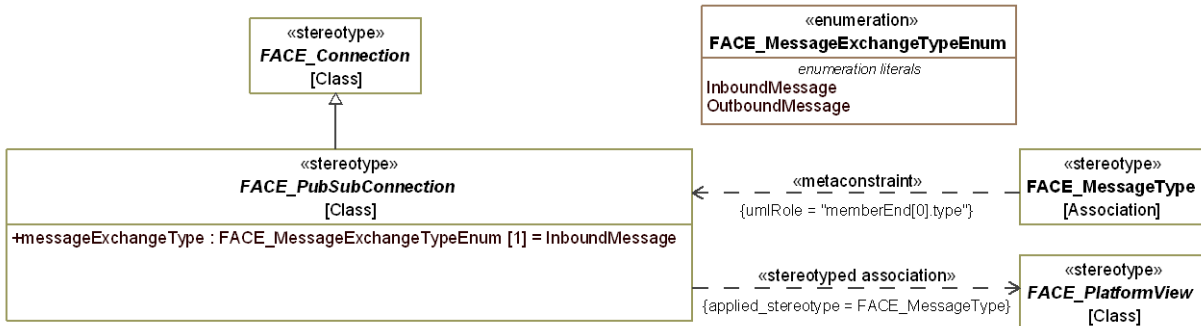 «stereotype»
FACE_Connection
[Class]
«enumeration»
FACE_MessageExchangeTypeEnum
enumeration literals
InboundMessage
OutboundMessage
«stereotype»
FACE_PubSubConnection
[Class]
+messageExchangeType : FACE_MessageExchangeTypeEnum [1] = InboundMessage
«metaconstraint»
{umlRole = "memberEnd[0].type"}
«stereotype»
FACE_MessageType
[Association]
«stereotyped association»
{applied_stereotype = FACE_MessageType}
«stereotype»
FACE_PlatformView
[Class]